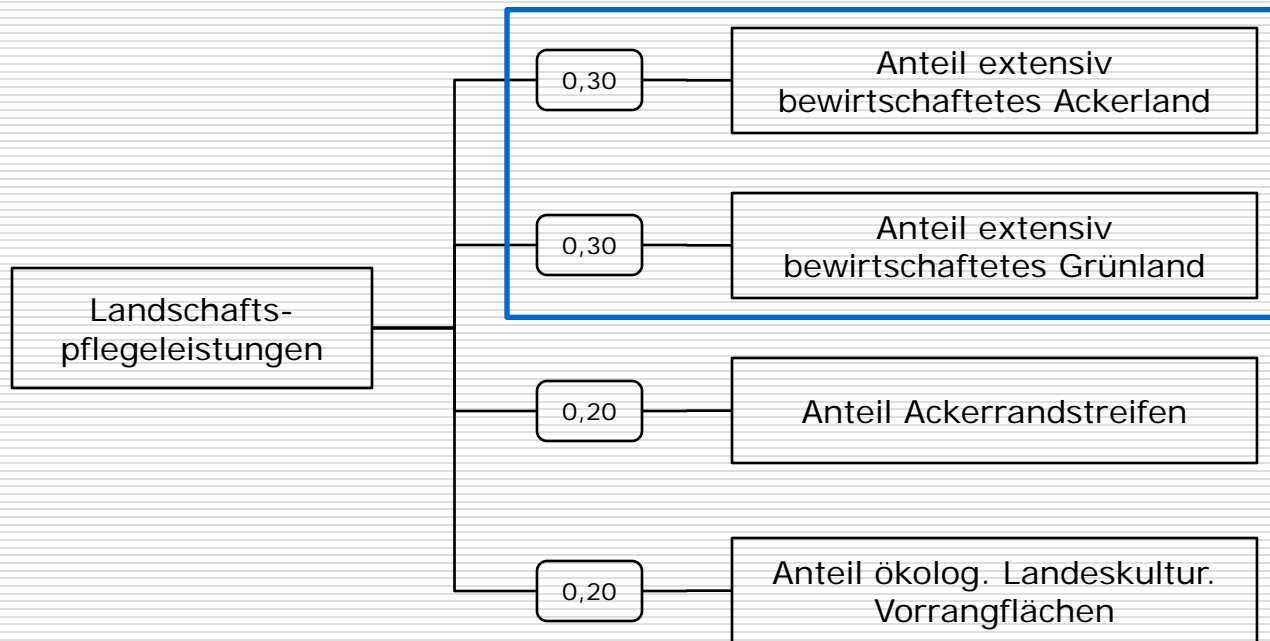 0,30
Anteil extensiv
bewirtschaftetes Ackerland
0,30
Anteil extensiv
bewirtschaftetes Grünland
Landschafts-
pflegeleistungen
0,20
Anteil Ackerrandstreifen
0,20
Anteil ökolog. Landeskultur.
Vorrangflächen